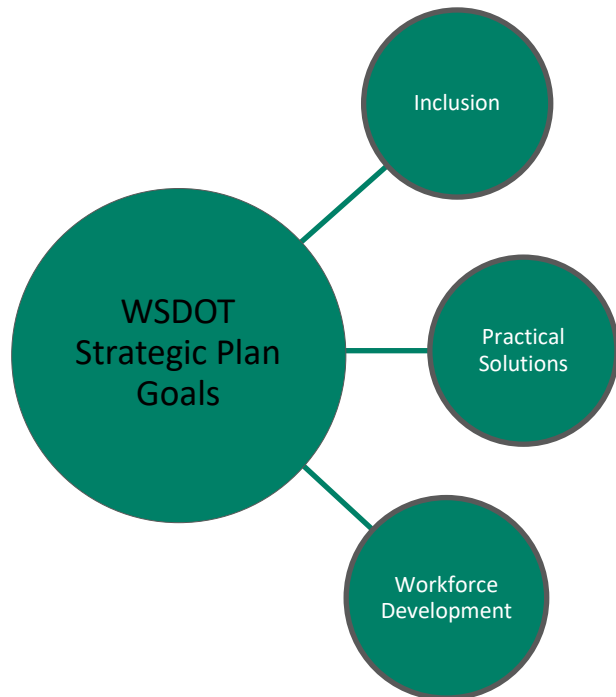 WSDOT
Strategic Plan
Goals
Inclusion
Practical
Solutions
Workforce
Development